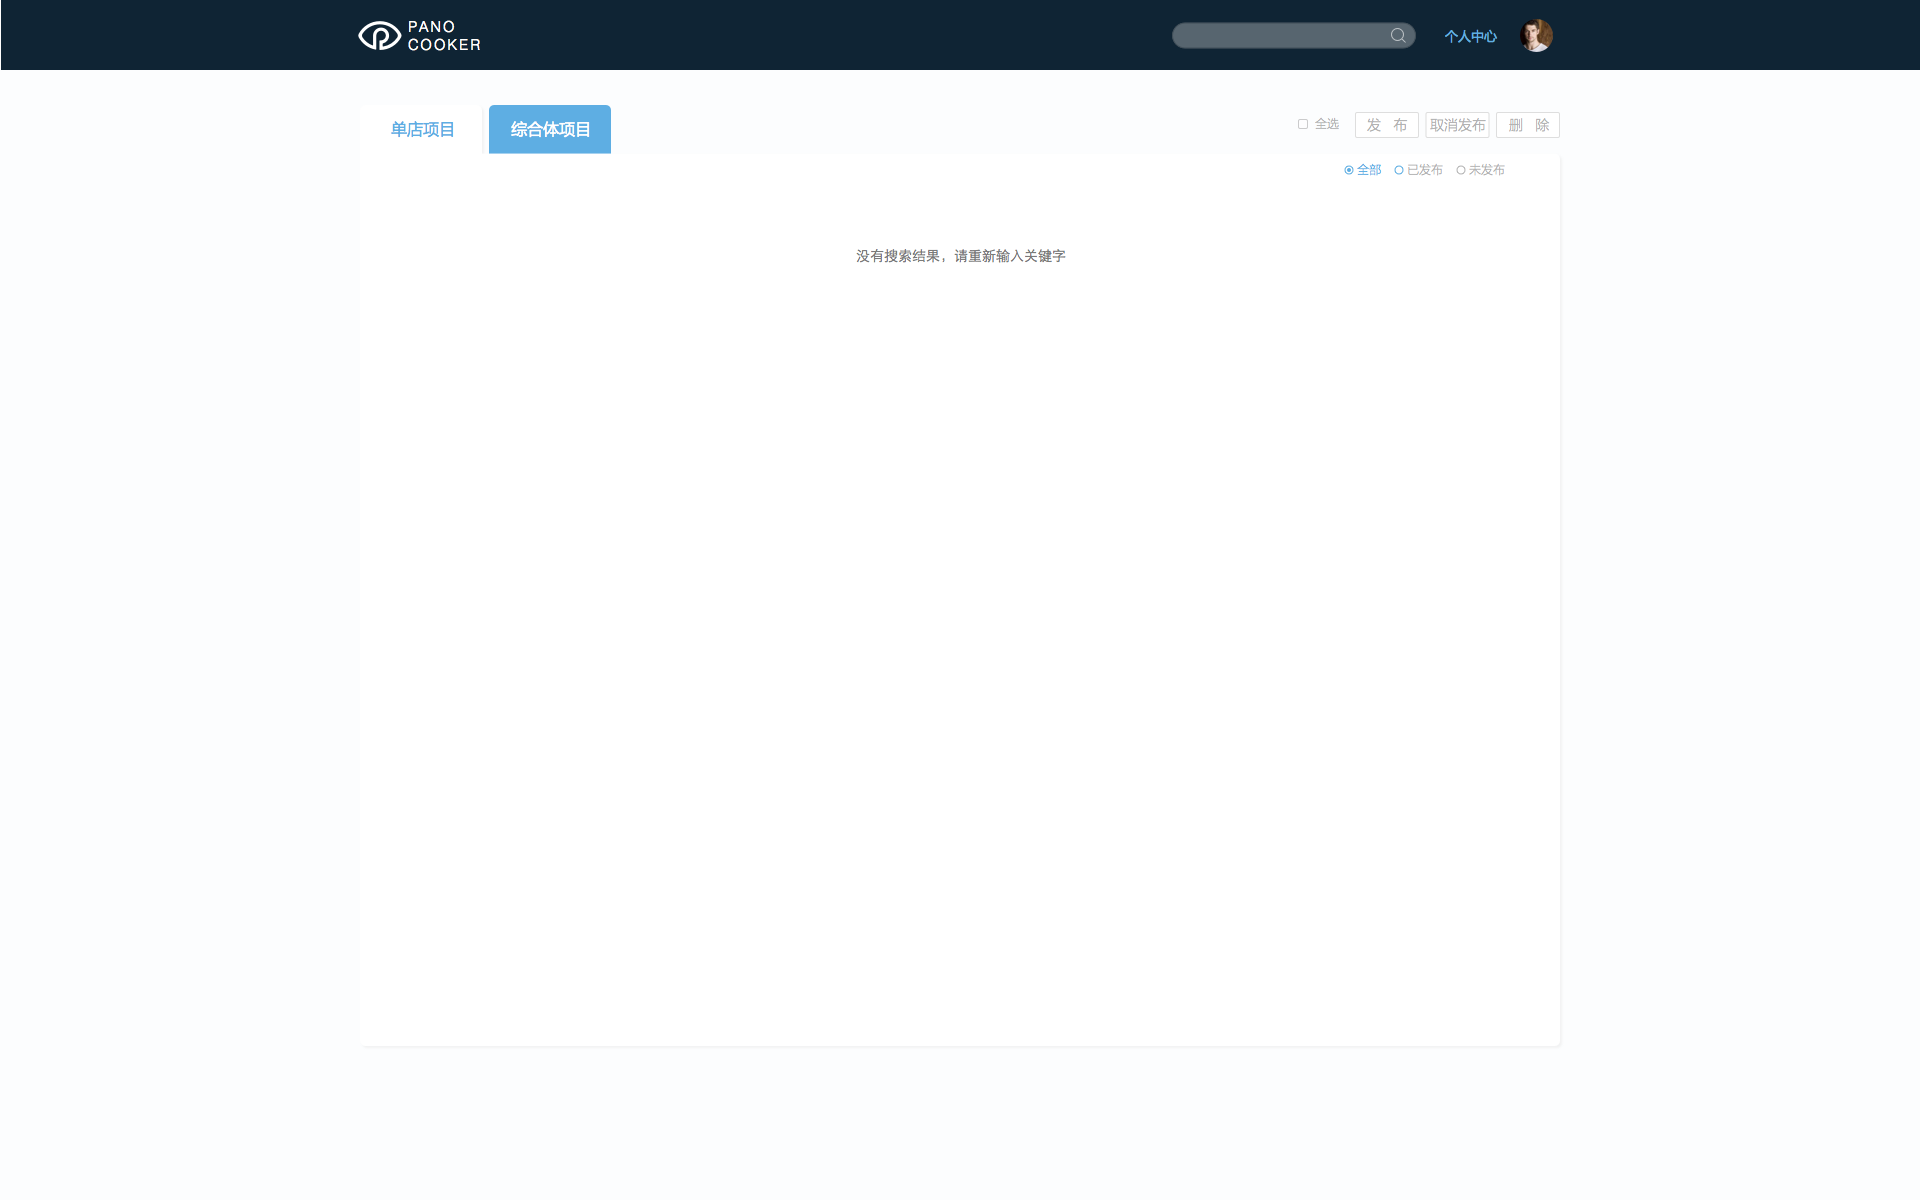 PANO
COOKER
个人中心
单店项目
综合体项目
全选
发 布
取消发布
删 除
全部
已发布
未发布
没有搜索结果，请重新输入关键字